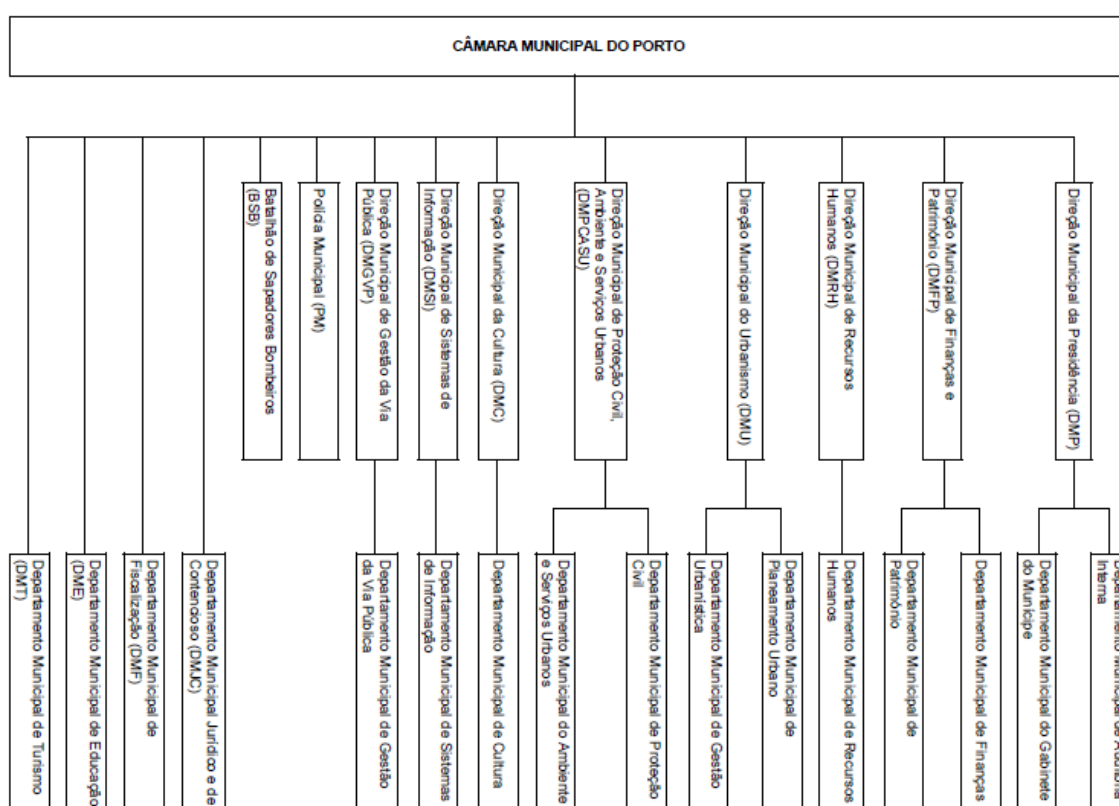 CÂMARA MUNICIPAL DO PORTO
Batalhão de Sapadores Bombeiros
(BSB)
Polícia Municipal (PM)
Direção Municipal de Gestão da Via
Pública (DMGVP)
Direção Municipal de Sistemas de
Informação (DMSI)
Direção Municipal da Cultura (DMC)
Direção Municipal de Proteção Civil,
Ambiente e Serviços Urbanos
(DMPCASU)
Direção Municipal do Urbanismo (DMU)
Direção Municipal de Recursos
Humanos (DMRH)
Direção Municipal de Finanças e
Património (DMFP)
Direção Municipal da Presidência (DMP)
Departamento Municipal de Turismo
(DMT)
Departamento Municipal de Educação
(DME)
Departamento Municipal de
Fiscalização (DMF)
Departamento Municipal Jurídico e de
Contencioso (DMJC)
Departamento Municipal de Gestão
da Via Pública
Departamento Municipal de Sistemas
de Informação
Departamento Municipal de Cultura
Departamento Municipal do Ambiente
e Serviços Urbanos
Departamento Municipal de Proteção
Civil
Departamento Municipal de Gestão
Urbanística
Departamento Municipal de
Planeamento Urbano
Departamento Municipal de Recursos
Humanos
Departamento Municipal de
Património
Departamento Municipal de Finanças
Departamento Municipal do Gabinete
do Munícipe
Departamento Municipal de
Interna